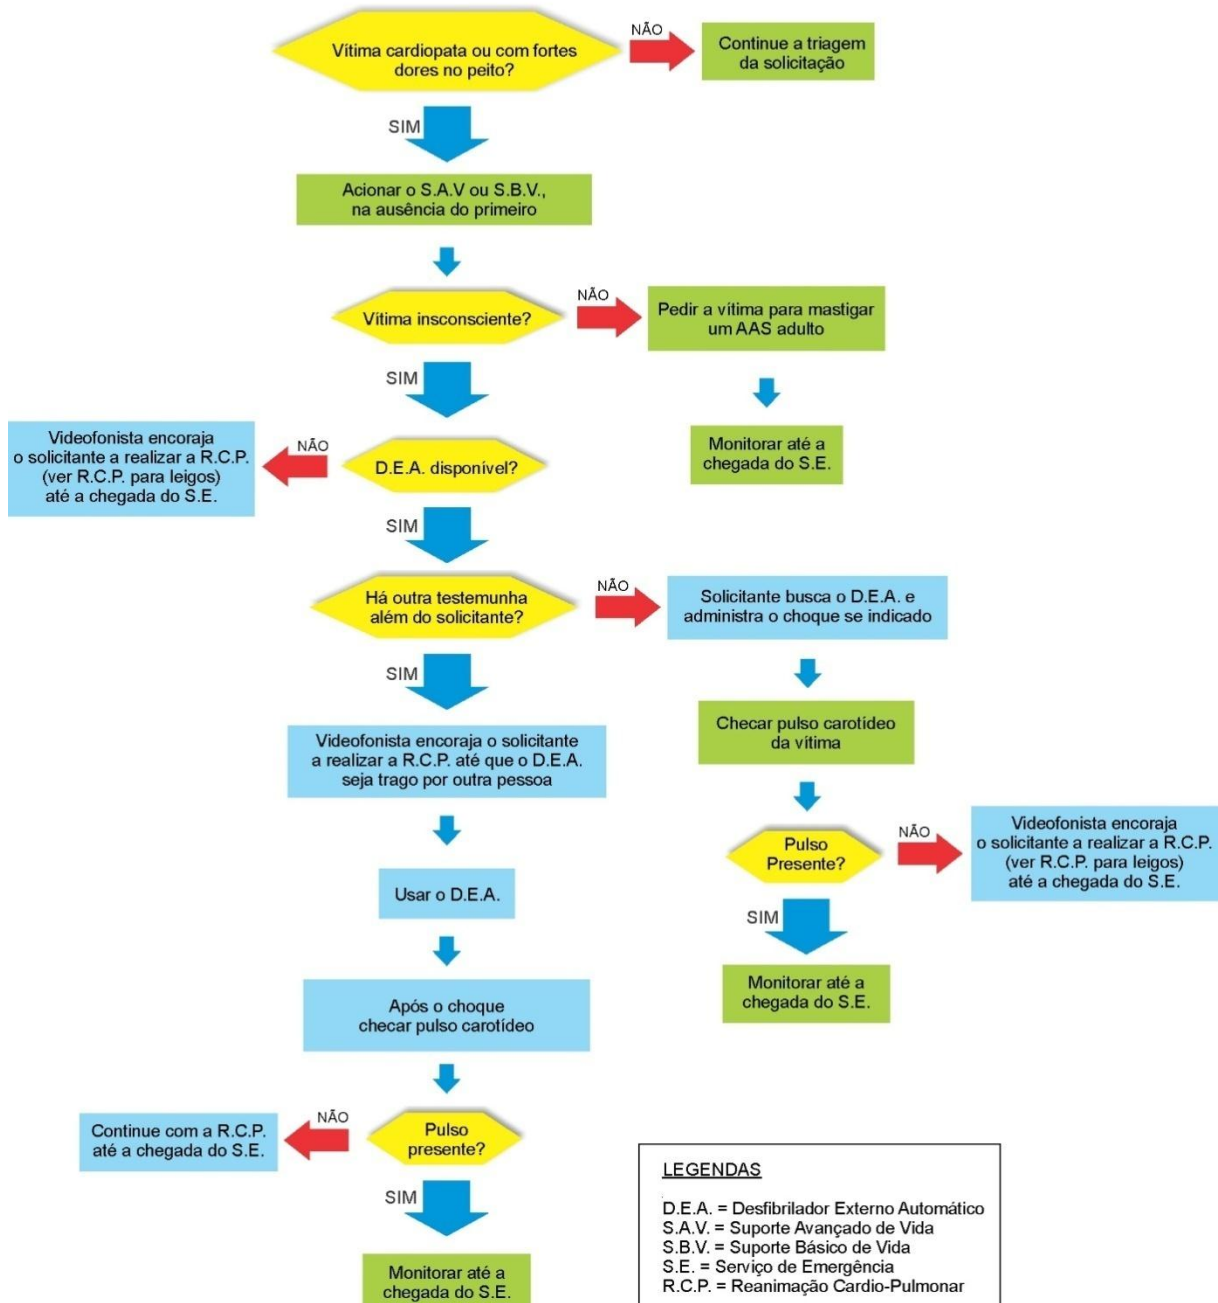 Vítima cardiopata ou com fortes
dores no peito?
NÃO
Continue a triagem
da solicitação
SIM
Acionar o S.A.V ou S.B.V.,
na ausência do primeiro
Vítima insconsciente?
NÃO
Pedir a vítima para mastigar
um AAS adulto
Monitorar até a
chegada do S.E.
SIM
D.E.A. disponível?
NÃO
Videofonista encoraja
o solicitante a realizar a R.C.P.
(ver R.C.P. para leigos)
até a chegada do S.E.
SIM
Há outra testemunha
além do solicitante?
NÃO
Solicitante busca o D.E.A. e
administra o choque se indicado
Checar pulso carotídeo
da vítima
Pulso
Presente?
NÃO
Videofonista encoraja
o solicitante a realizar a R.C.P.
(ver R.C.P. para leigos)
até a chegada do S.E.
SIM
Monitorar até a
chegada do S.E.
SIM
Videofonista encoraja o solicitante
a realizar a R.C.P. até que o D.E.A.
seja trago por outra pessoa
Usar o D.E.A.
Após o choque
checar pulso carotídeo
Pulso
presente?
NÃO
Continue com a R.C.P.
até a chegada do S.E.
SIM
Monitorar até a
chegada do S.E.
LEGENDAS
D.E.A. = Desfibrilador Externo Automático
S.A.V. = Suporte Avançado de Vida
S.B.V. = Suporte Básico de Vida
S.E. = Serviço de Emergência
R.C.P. = Reanimação Cardio-Pulmonar